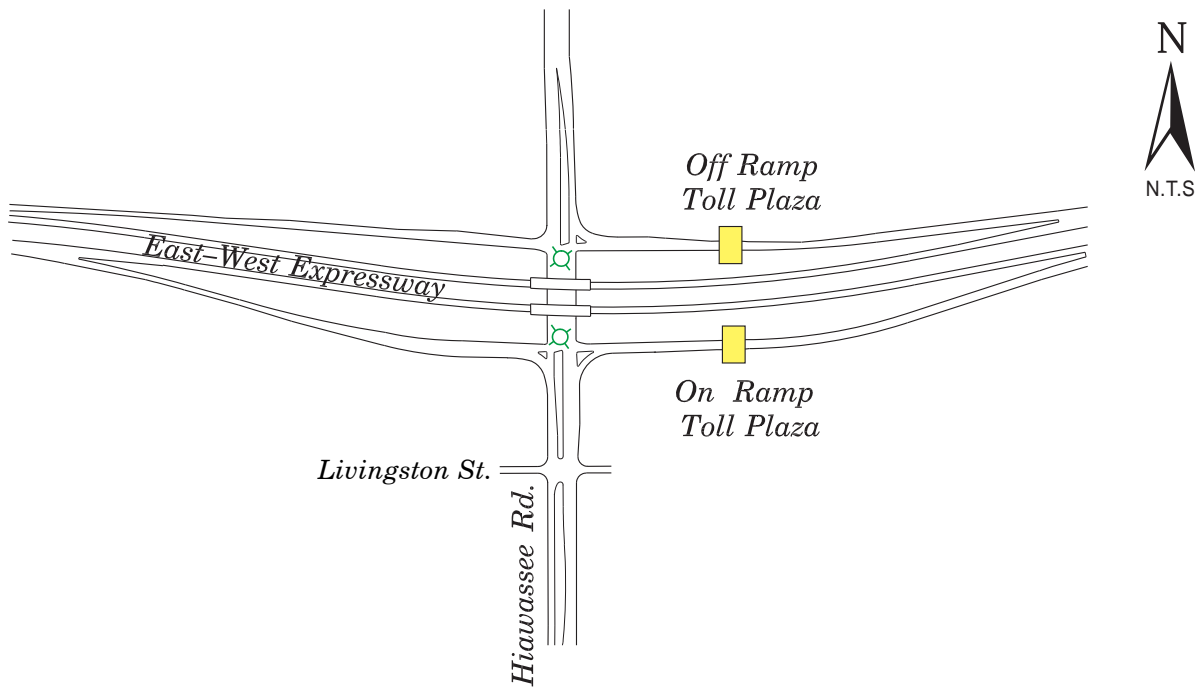 N
N.T.S
Off Ramp
Toll Plaza
East–West Expressway
On Ramp
Toll Plaza
Livingston St.
Hiawassee Rd.